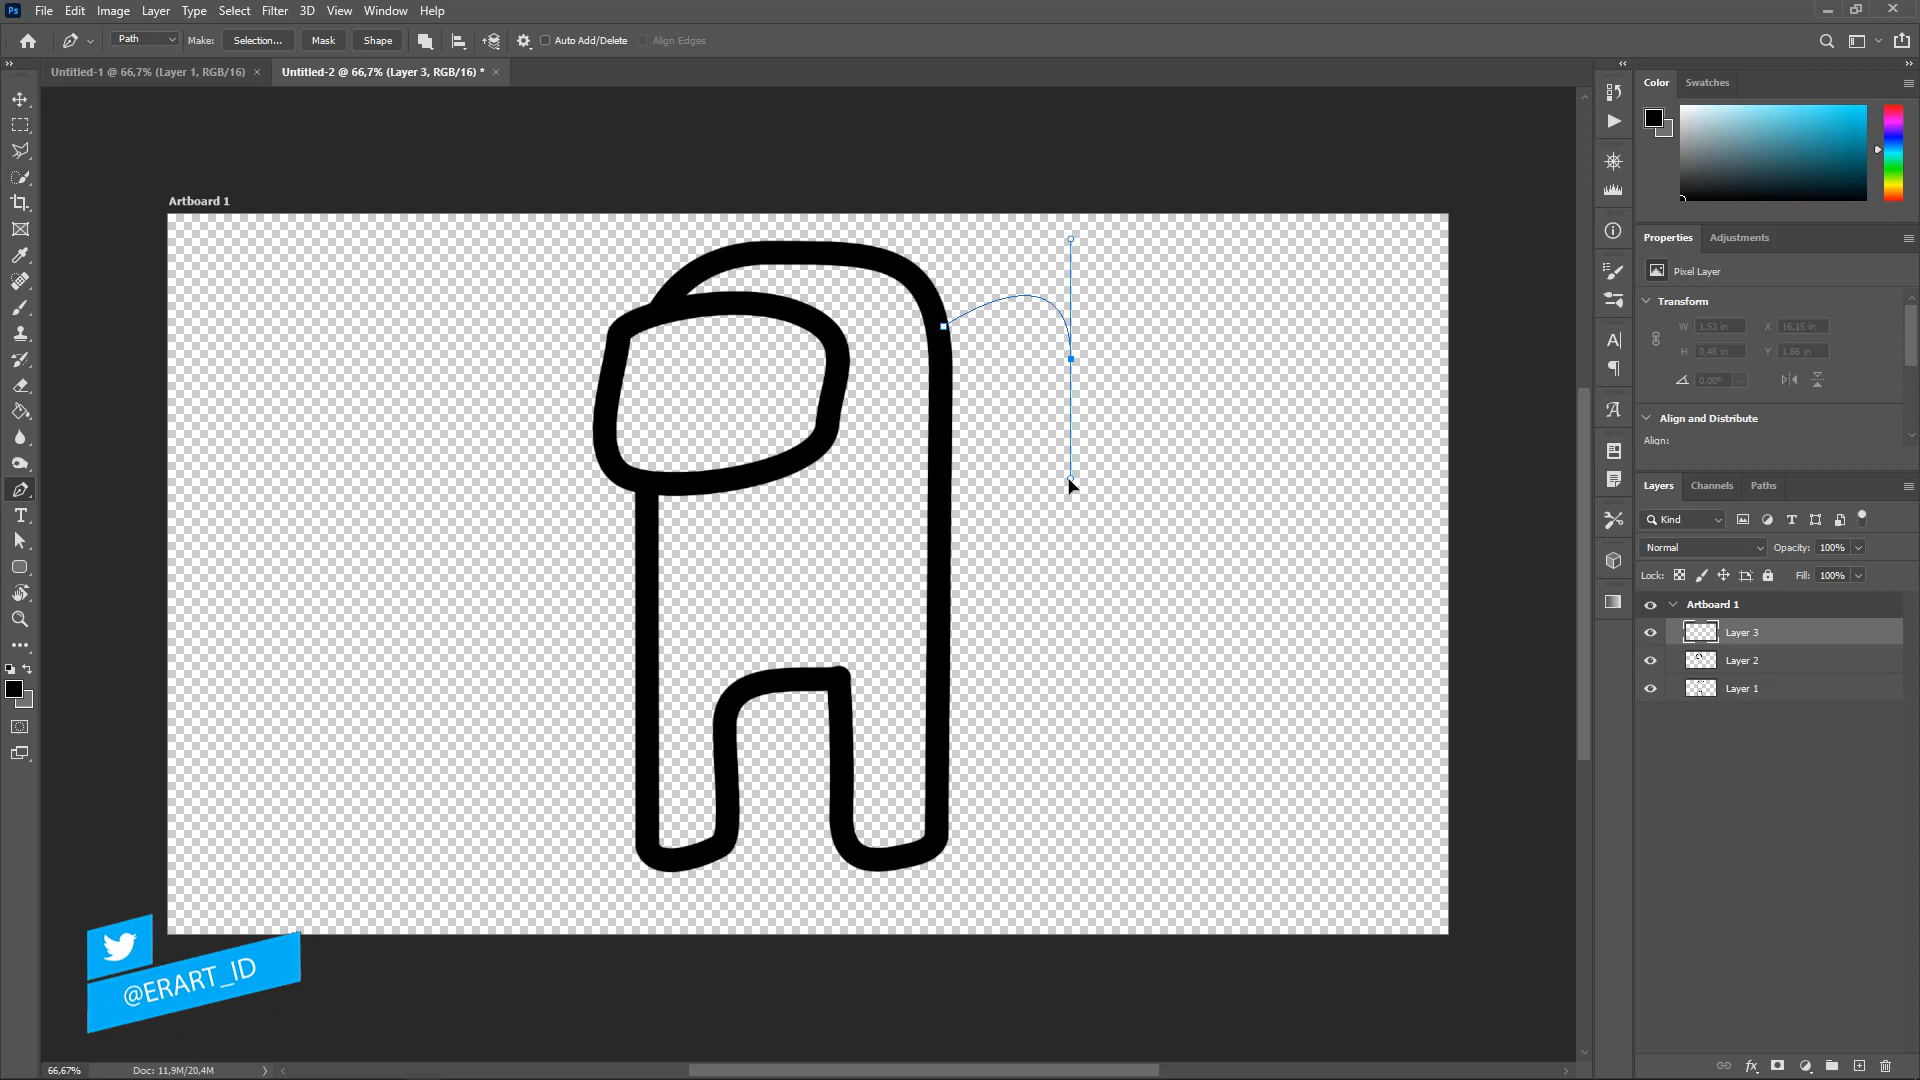 Ps File Edit Image Layer Type Select Filter 3D View Window Help
Path Make: Selection... Mask Shape Auto Add/Delete Align Edges
Untitled-1 @ 66,7% (Layer 1, RGB/16) × Untitled-2 @ 66,7% (Layer 3, RGB/16) * ×
Color Swatches
Artboard 1
Properties Adjustments
Pixel Layer
Transform
W 1,53 in X 16,15 in
H 0,48 in Y 1,86 in
0,00°
Align and Distribute
Align:
Layers Channels Paths
Kind
Normal Opacity: 100%
Lock: Fill: 100%
Artboard 1
Layer 3
Layer 2
Layer 1
@ERART_ID
66,67% Doc: 11,9M/20,4M